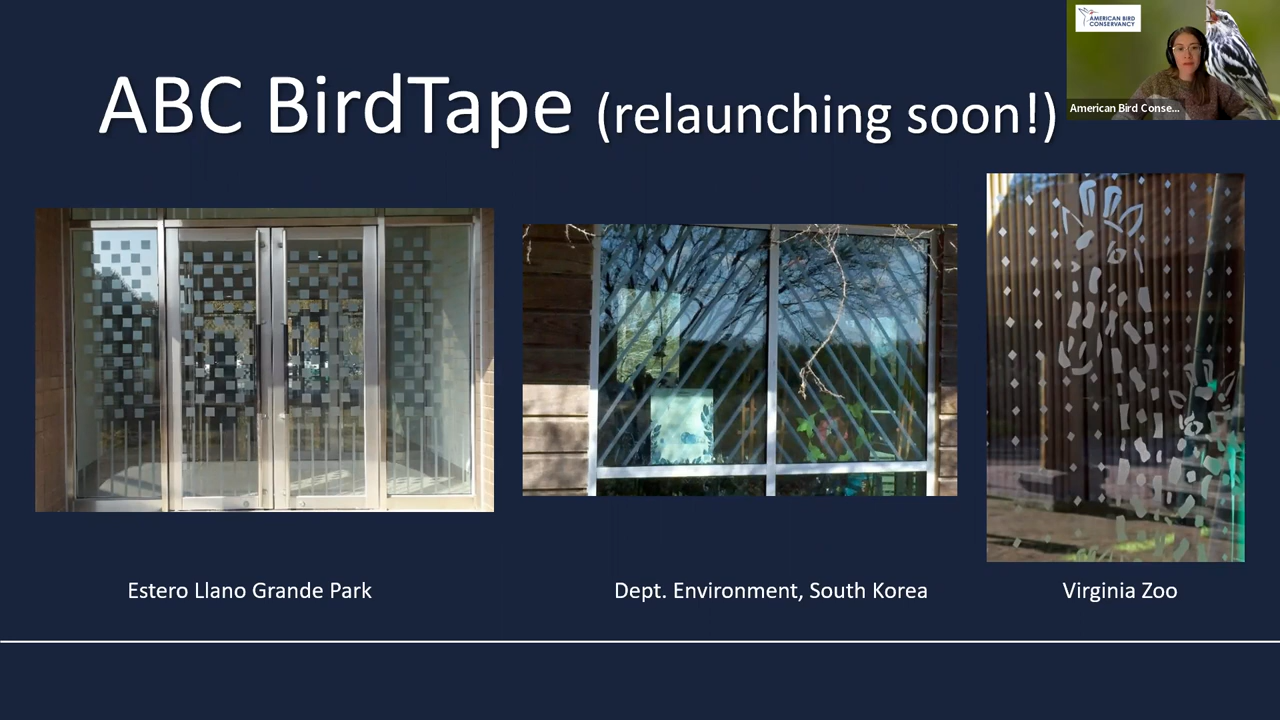 AMERICAN BIRD
CONSERVANCY
American Bird Conse...
ABC BirdTape (relaunching soon!)
Estero Llano Grande Park
Dept. Environment, South Korea
Virginia Zoo